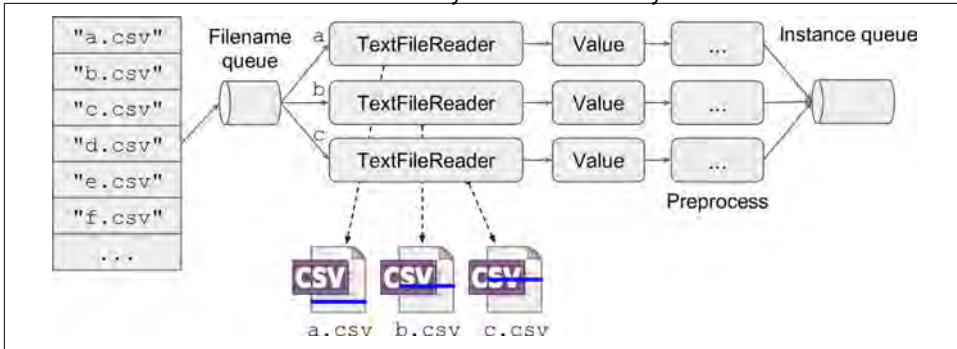 "a.csv"
"b.csv"
"c.csv"
"d.csv"
"e.csv"
"f.csv"
...
Filename
queue
a
TextFileReader
Value
...
b
TextFileReader
Value
...
c
TextFileReader
Value
...
Instance queue
Preprocess
CSV
CSV
CSV
a.csv
b.csv
c.csv